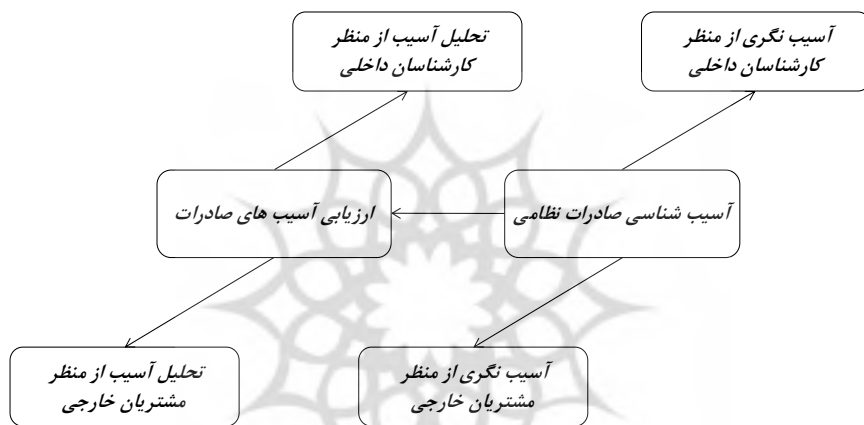 آسیب نگری از منظر
کارشناسان داخلی
تحلیل آسیب از منظر
کارشناسان داخلی
آسیب شناسی صادرات نظامی
ارزیابی آسیب های صادرات
آسیب نگری از منظر
مشتریان خارجی
تحلیل آسیب از منظر
مشتریان خارجی